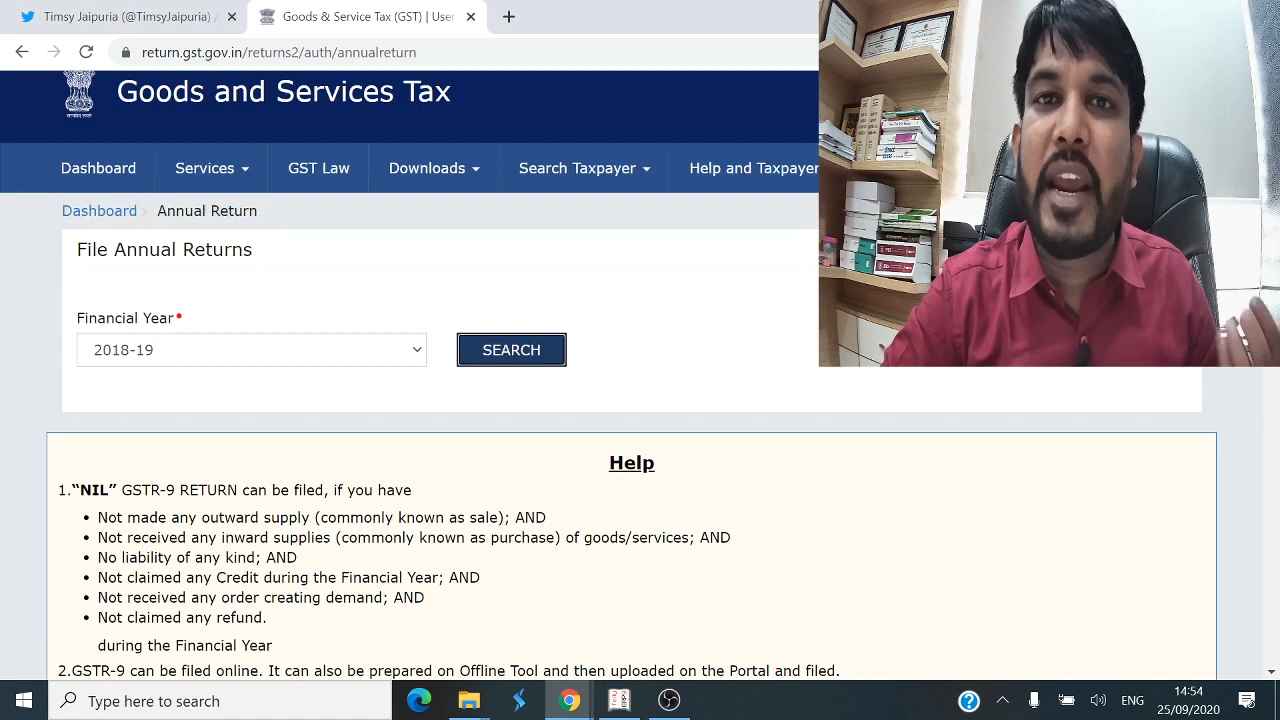 Timsy Jaipuria (@TimsyJaipuria) /
Goods & Service Tax (GST) | User
return.gst.gov.in/returns2/auth/annualreturn
Goods and Services Tax
Dashboard
Services
GST Law
Downloads
Search Taxpayer
Help and Taxpayer
Dashboard
Annual Return
File Annual Returns
Financial Year•
2018-19
SEARCH
Help
1."NIL" GSTR-9 RETURN can be filed, if you have
• Not made any outward supply (commonly known as sale); AND
• Not received any inward supplies (commonly known as purchase) of goods/services; AND
• No liability of any kind; AND
• Not claimed any Credit during the Financial Year; AND
• Not received any order creating demand; AND
• Not claimed any refund.
during the Financial Year
2.GSTR-9 can be filed online. It can also be prepared on Offline Tool and then uploaded on the Portal and filed.
Type here to search
ENG
14:54
25/09/2020